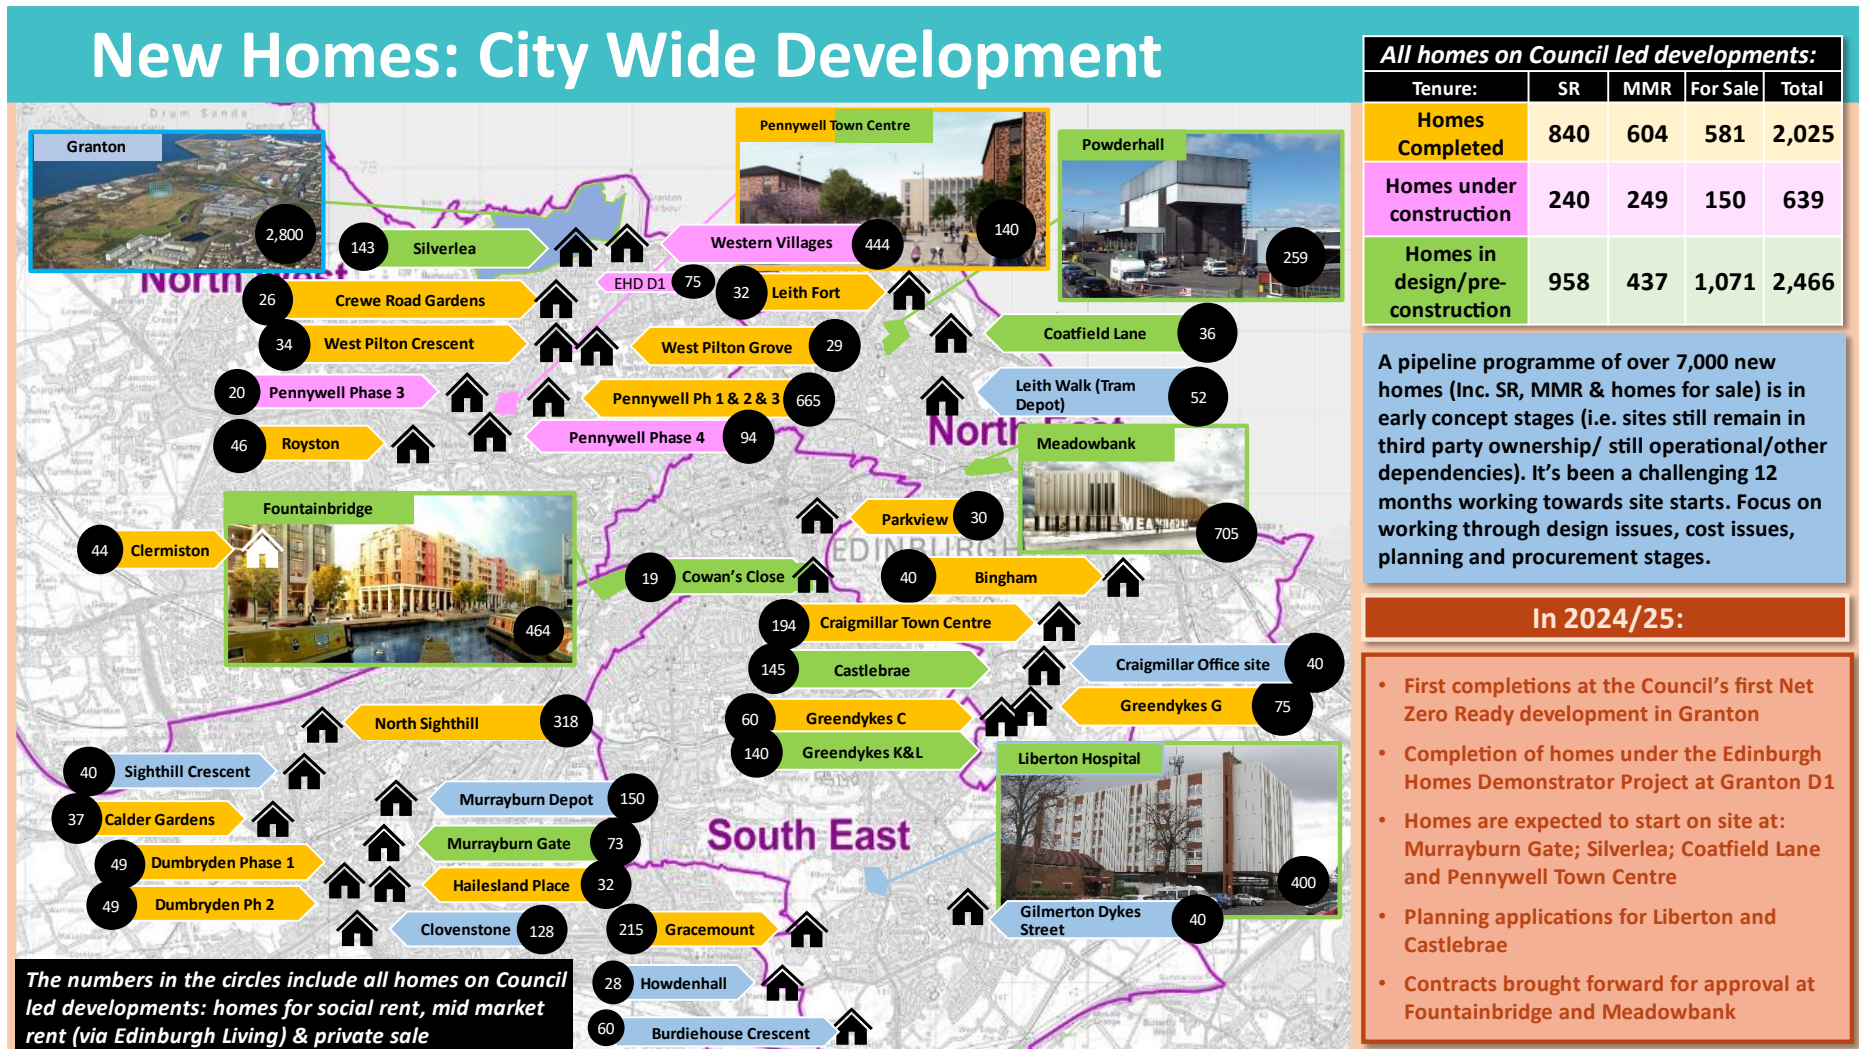 New Homes: City Wide Development
All homes on Council led developments:
Tenure: SR MMR For Sale Total
Homes
Completed
840 604 581 2,025
Homes under
construction
240 249 150 639
Homes in
design/pre-
construction
958 437 1,071 2,466
A pipeline programme of over 7,000 new
homes (Inc. SR, MMR & homes for sale) is in
early concept stages (i.e. sites still remain in
third party ownership/ still operational/other
dependencies). It’s been a challenging 12
months working towards site starts. Focus on
working through design issues, cost issues,
planning and procurement stages.
In 2024/25:
• First completions at the Council’s first Net
Zero Ready development in Granton
• Completion of homes under the Edinburgh
Homes Demonstrator Project at Granton D1
• Homes are expected to start on site at:
Murrayburn Gate; Silverlea; Coatfield Lane
and Pennywell Town Centre
• Planning applications for Liberton and
Castlebrae
• Contracts brought forward for approval at
Fountainbridge and Meadowbank
Granton
2,800
Pennywell Town Centre
140
Powderhall
259
143 Silverlea
Western Villages 444
EHD D1 75
North West
26 Crewe Road Gardens
32 Leith Fort
34 West Pilton Crescent
West Pilton Grove 29
Coatfield Lane 36
20 Pennywell Phase 3
Pennywell Ph 1 & 2 & 3 665
Leith Walk (Tram
Depot)
52
46 Royston
Pennywell Phase 4 94
North East
Meadowbank
705
Fountainbridge
464
44 Clermiston
Parkview 30
EDINBURGH
19 Cowan’s Close
40 Bingham
194 Craigmillar Town Centre
145 Castlebrae
Craigmillar Office site 40
60 Greendykes C
Greendykes G 75
140 Greendykes K&L
North Sighthill 318
Liberton Hospital
400
40 Sighthill Crescent
Murrayburn Depot 150
37 Calder Gardens
Murrayburn Gate 73
South East
49 Dumbryden Phase 1
Hailesland Place 32
49 Dumbryden Ph 2
Clovenstone 128
215 Gracemount
Gilmerton Dykes
Street
40
28 Howdenhall
60 Burdiehouse Crescent
The numbers in the circles include all homes on Council
led developments: homes for social rent, mid market
rent (via Edinburgh Living) & private sale